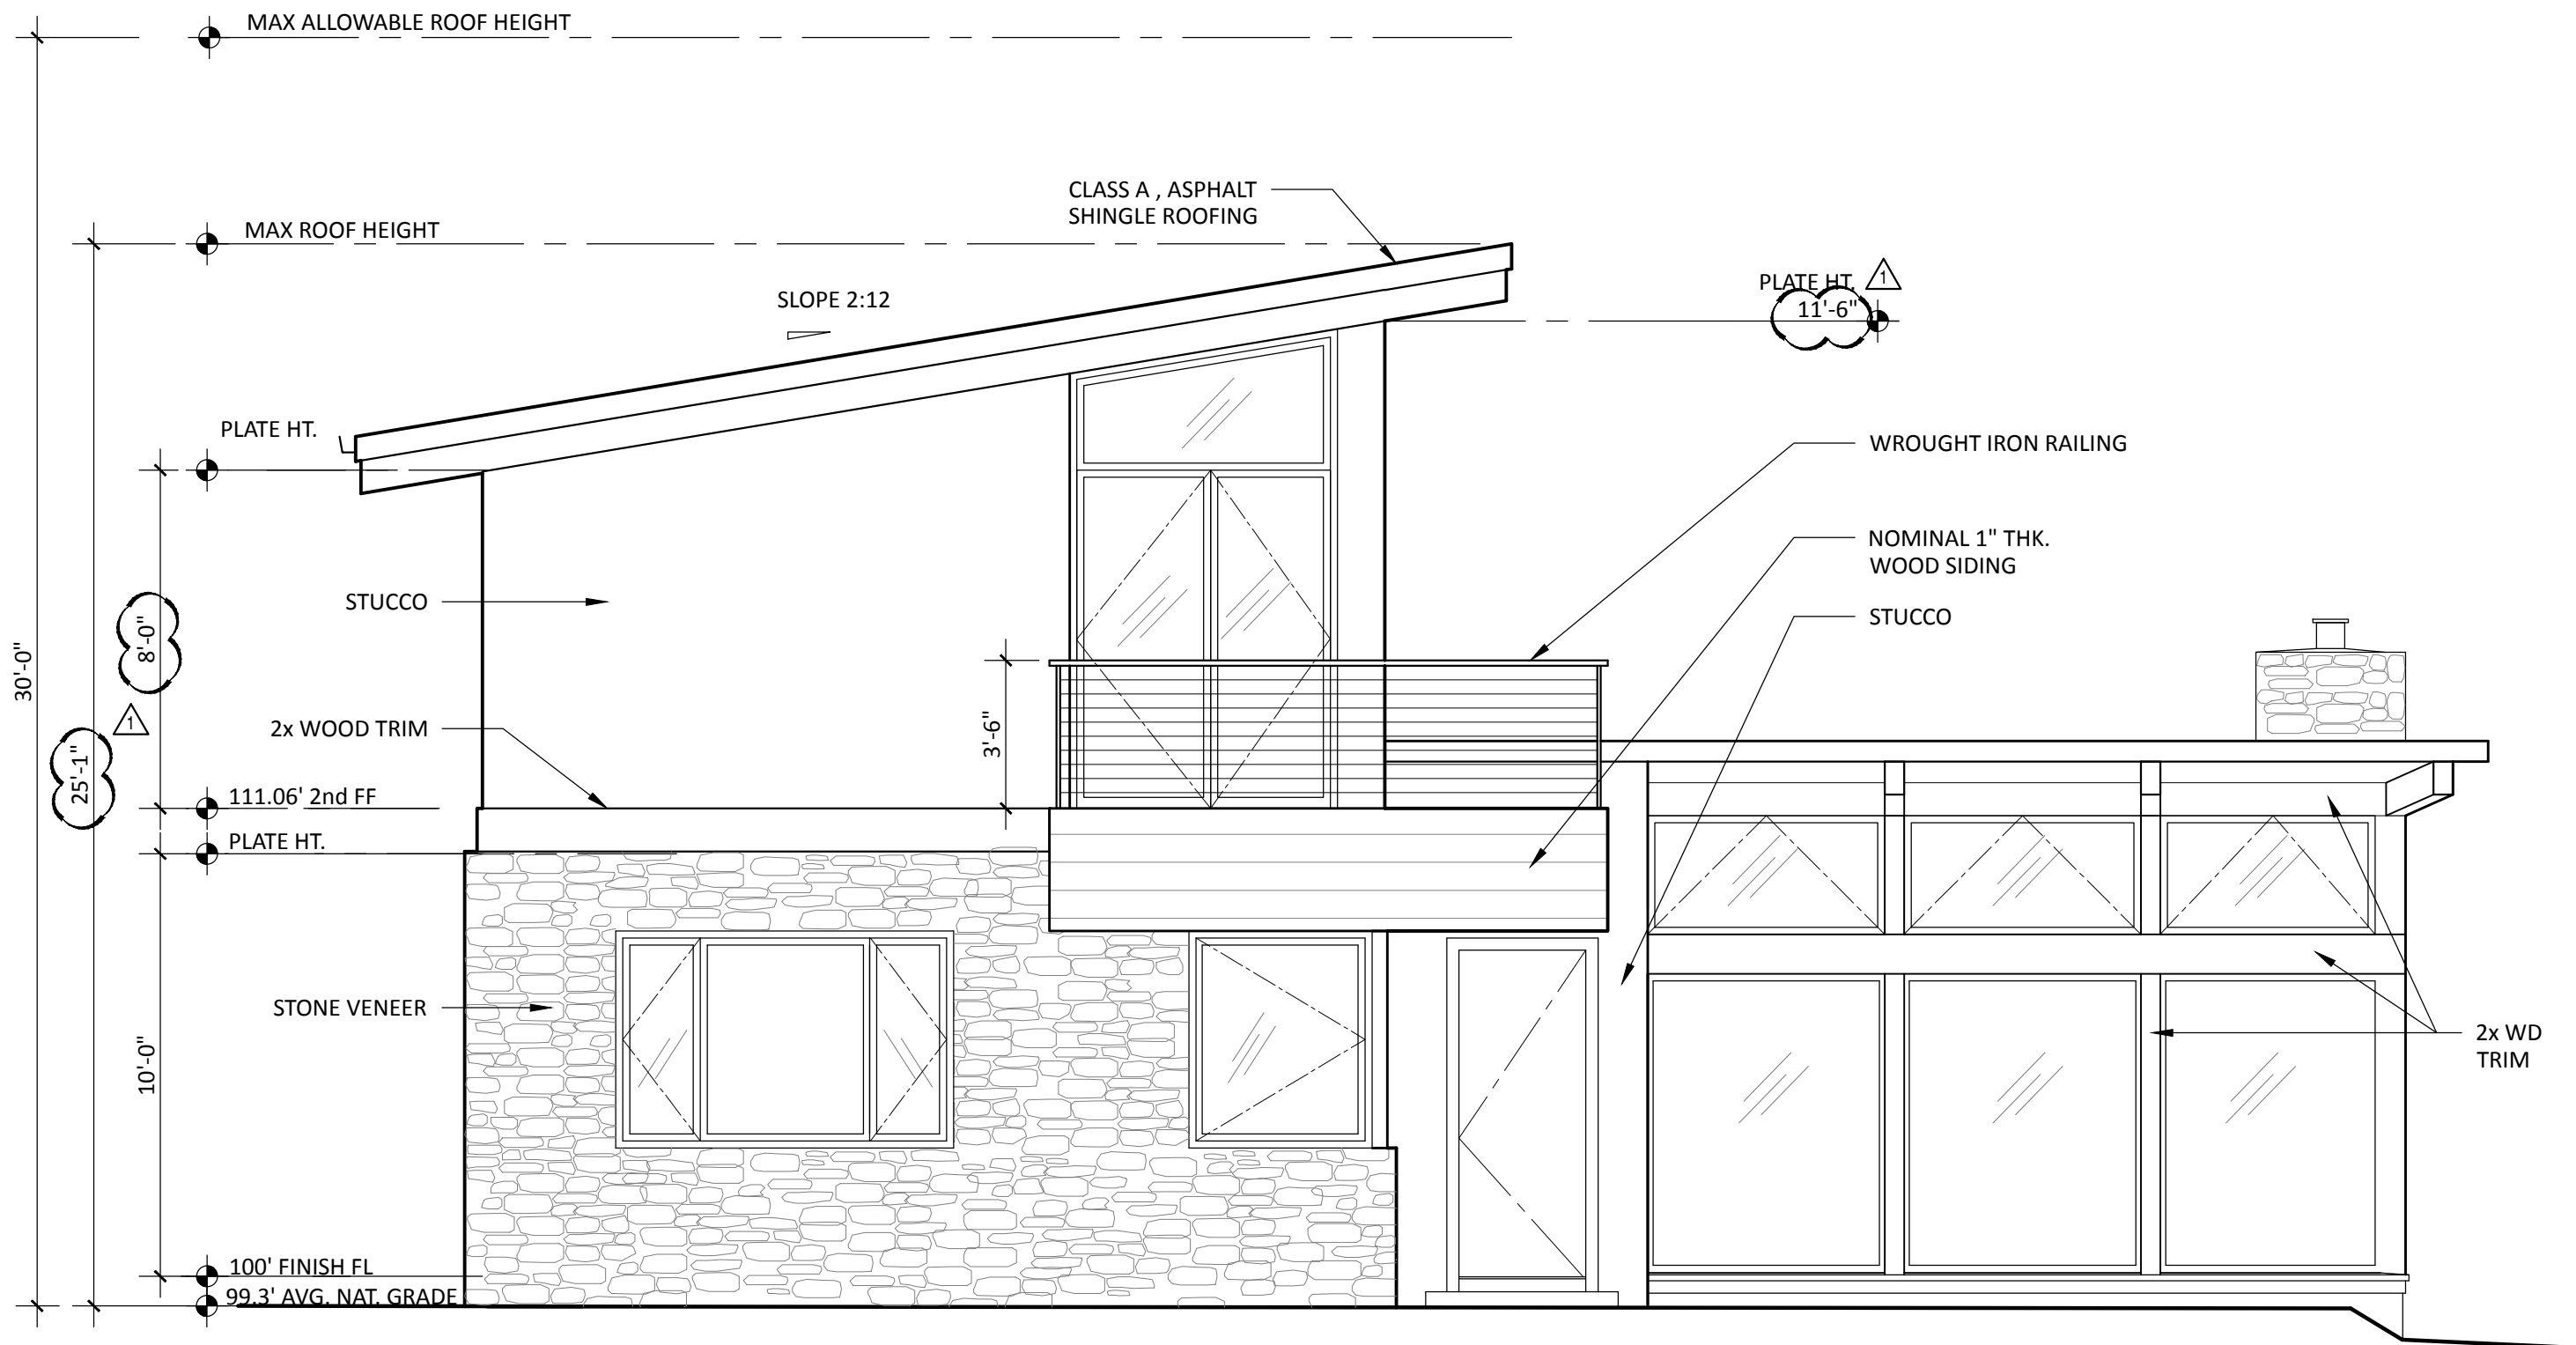 MAX ALLOWABLE ROOF HEIGHT
CLASS A , ASPHALT
SHINGLE ROOFING
MAX ROOF HEIGHT
SLOPE 2:12
PLATE HT.
1
11'-6"
PLATE HT.
WROUGHT IRON RAILING
NOMINAL 1" THK.
WOOD SIDING
STUCCO
STUCCO
30'-0"
8'-0"
1
25'-1"
2x WOOD TRIM
3'-6"
111.06' 2nd FF
PLATE HT.
STONE VENEER
10'-0"
2x WD
TRIM
100' FINISH FL
99.3' AVG. NAT. GRADE